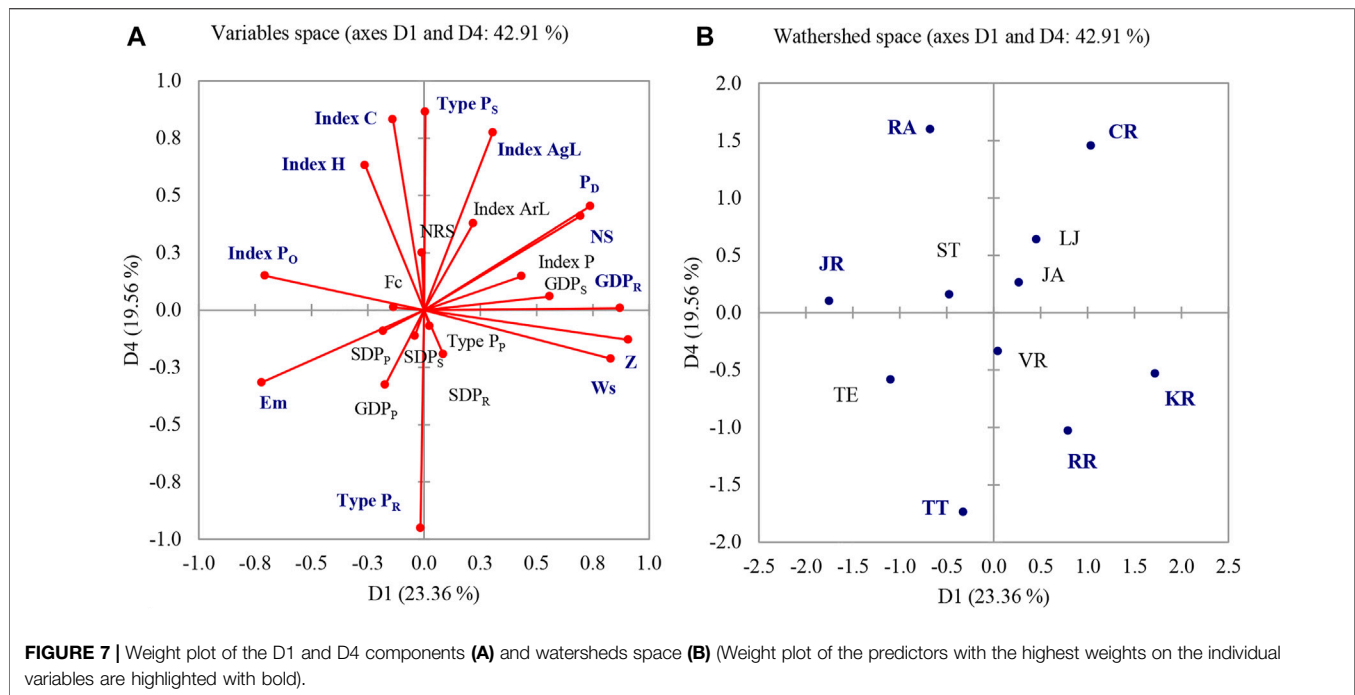 A
Variables space (axes D1 and D4: 42.91 %)
1.0
0.8
0.5
0.3
0.0
-0.3
-0.5
-0.8
-1.0
D4 (19.56 %)
Index C
Type PS
Index H
Index AgL
PD
Index ArL
NRS
NS
Index PO
Index P
Fc
GDPS
GDPR
SDPP
SDPS
Type PP
Z
Ws
Em
GDPP
SDPR
Type PR
-1.0 -0.8 -0.5 -0.3 0.0 0.3 0.5 0.8 1.0
D1 (23.36 %)
B
Wathershed space (axes D1 and D4: 42.91 %)
2.0
1.5
1.0
0.5
0.0
-0.5
-1.0
-1.5
-2.0
D4 (19.56 %)
RA
CR
LJ
ST
JA
JR
VR
TE
KR
RR
TT
-2.5 -2.0 -1.5 -1.0 -0.5 0.0 0.5 1.0 1.5 2.0 2.5
D1 (23.36 %)
FIGURE 7 | Weight plot of the D1 and D4 components (A) and watersheds space (B) (Weight plot of the predictors with the highest weights on the individual
variables are highlighted with bold).